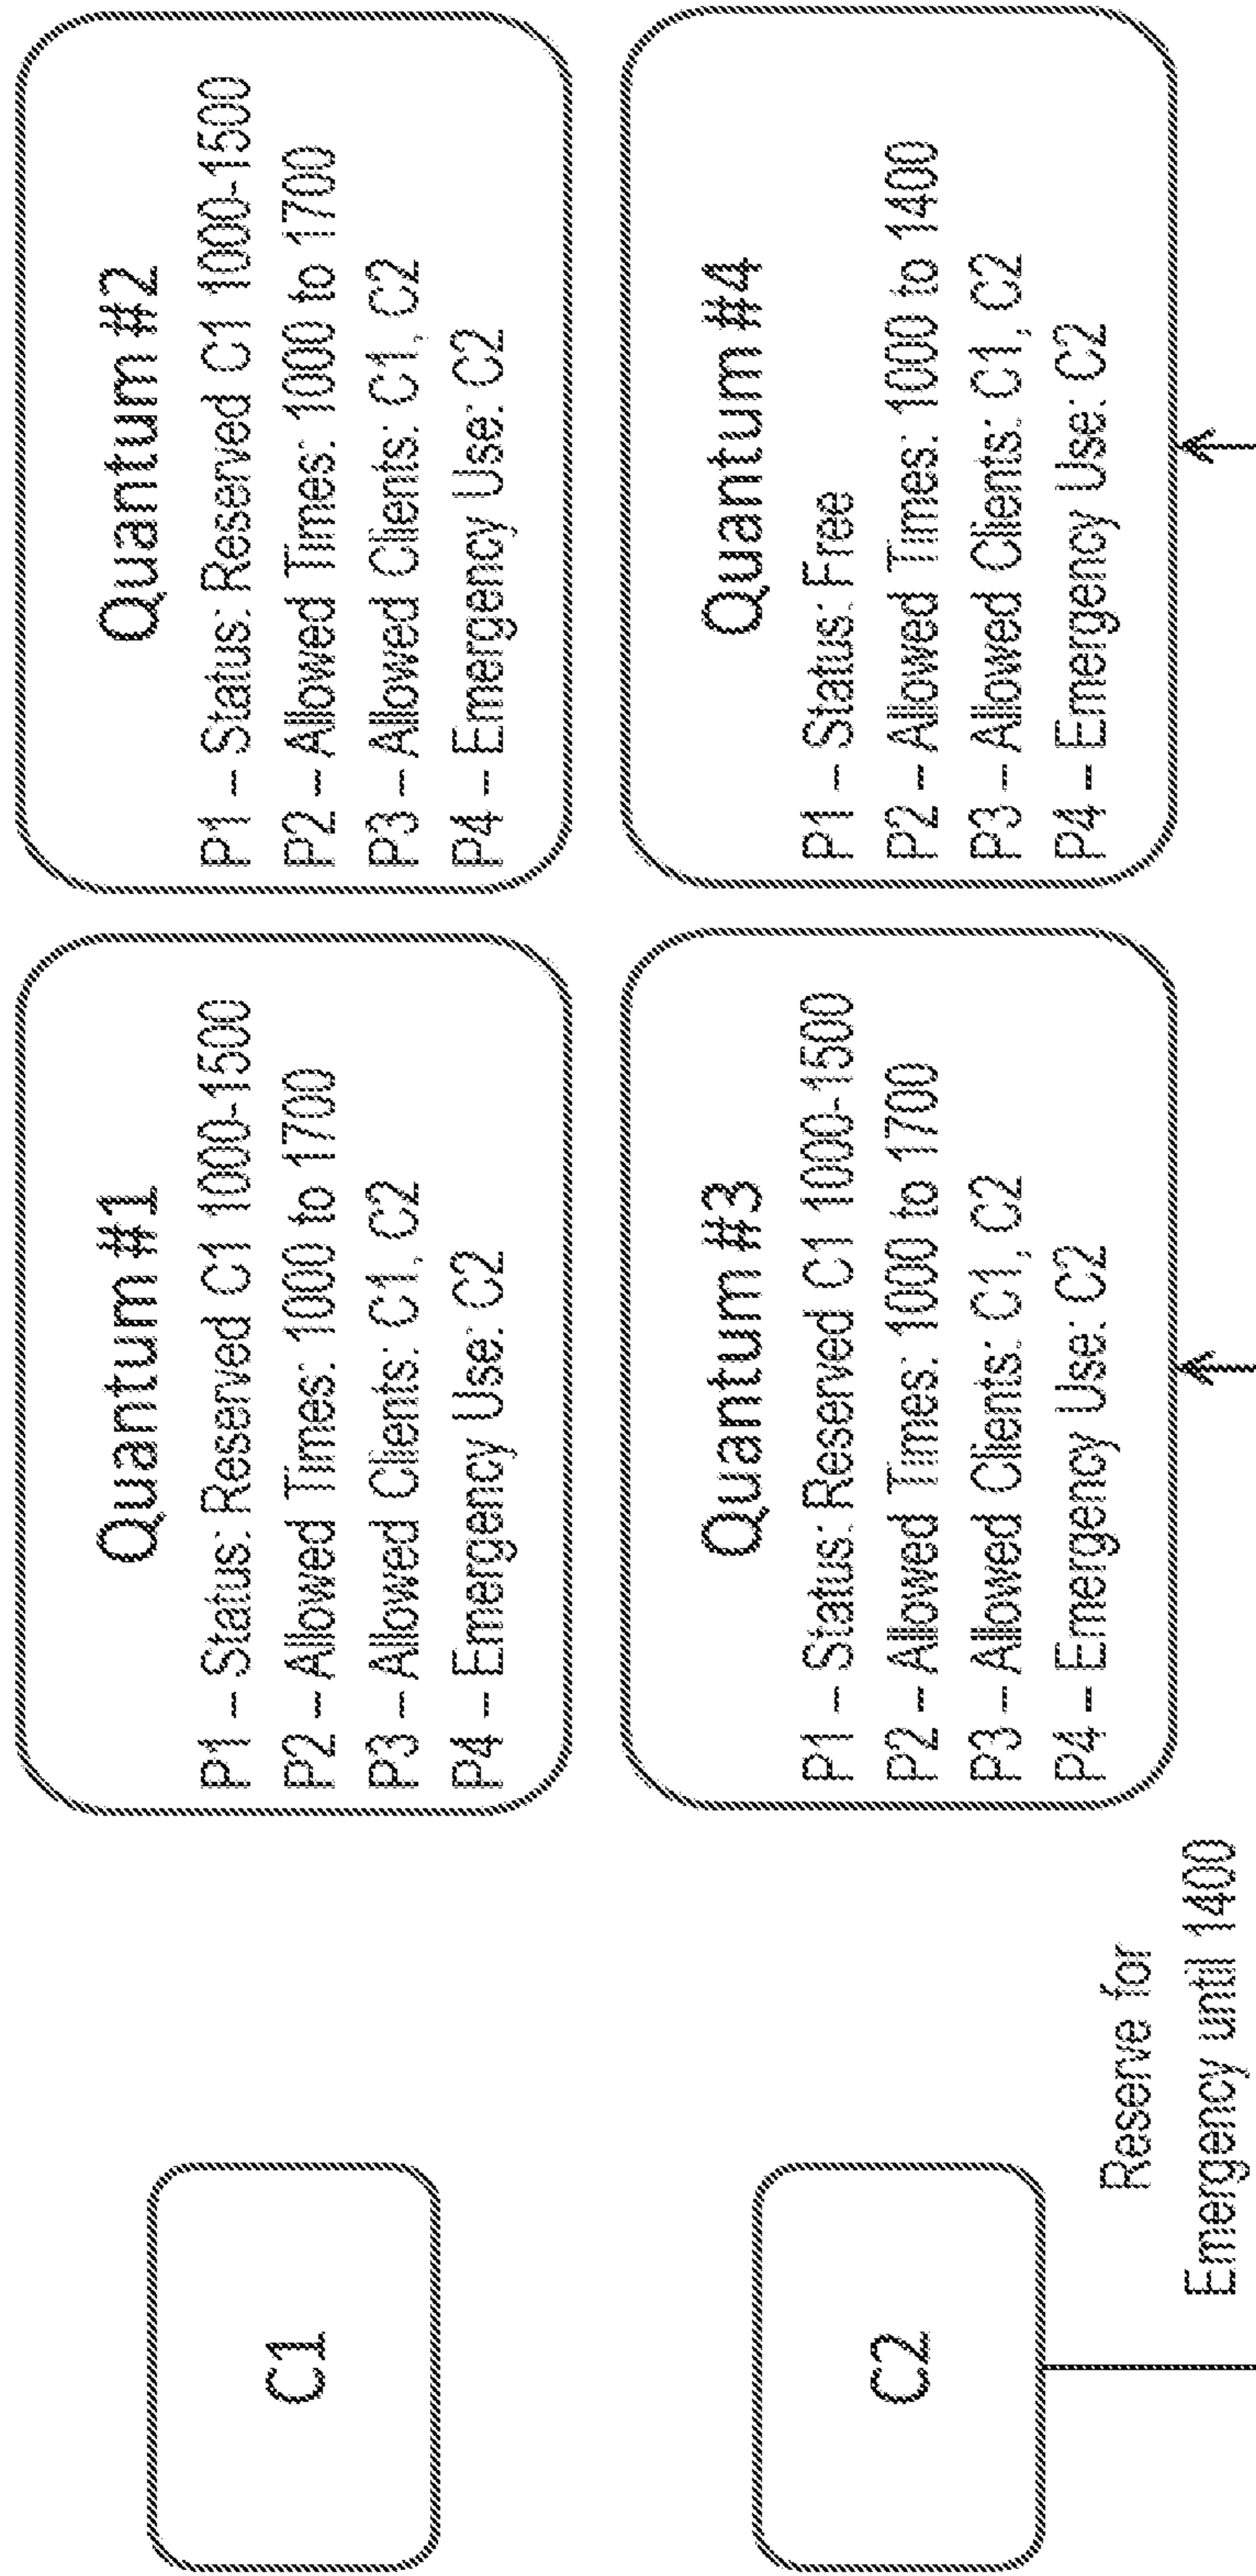 C1
Quantum #1
P1 – Status: Reserved C1 1000-1500
P2 – Allowed Times: 1000 to 1700
P3 – Allowed Clients: C1, C2
P4 – Emergency Use: C2
Quantum #2
P1 – Status: Reserved C1 1000-1500
P2 – Allowed Times: 1000 to 1700
P3 – Allowed Clients: C1, C2
P4 – Emergency Use: C2
C2
Quantum #3
P1 – Status: Reserved C1 1000-1500
P2 – Allowed Times: 1000 to 1700
P3 – Allowed Clients: C1, C2
P4 – Emergency Use: C2
Quantum #4
P1 – Status: Free
P2 – Allowed Times: 1000 to 1400
P3 – Allowed Clients: C1, C2
P4 – Emergency Use: C2
Reserve for
Emergency until 1400